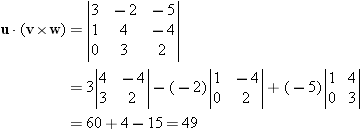 u · (v × w) = |3 −2 −5|
|1 4 −4|
|0 3 2|
= 3 |4 −4; 3 2| − (−2) |1 −4; 0 2| + (−5) |1 4; 0 3|
= 60 + 4 − 15 = 49